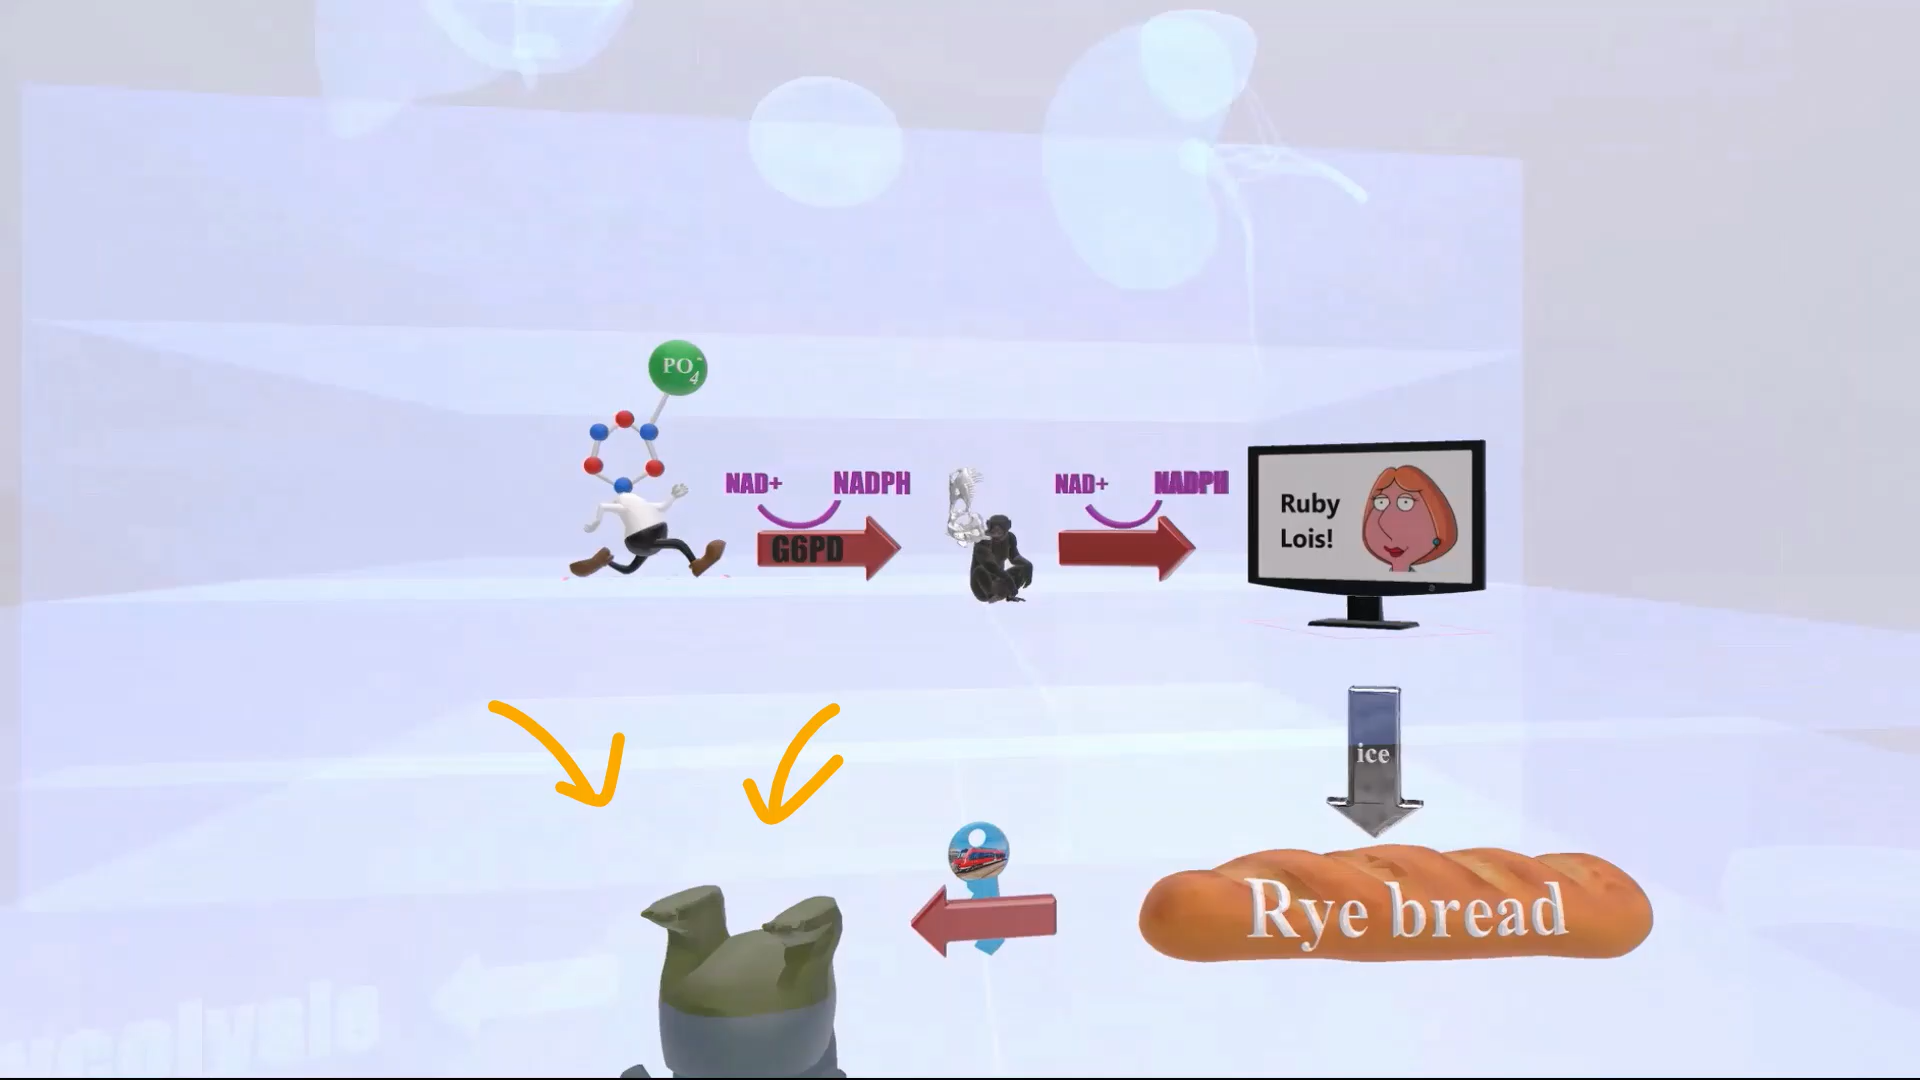 PO4-
NAD+ NADPH
G6PD
NAD+ NADPH
Ruby
Lois!
ice
Rye bread